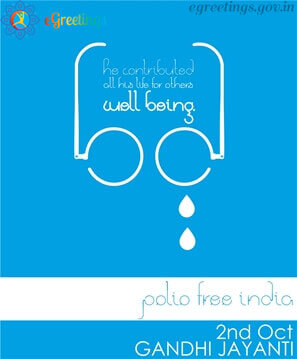 eGreetings
egreetings.gov.in
he contributed
all his life for others
well being.
polio free india
2nd Oct
GANDHI JAYANTI